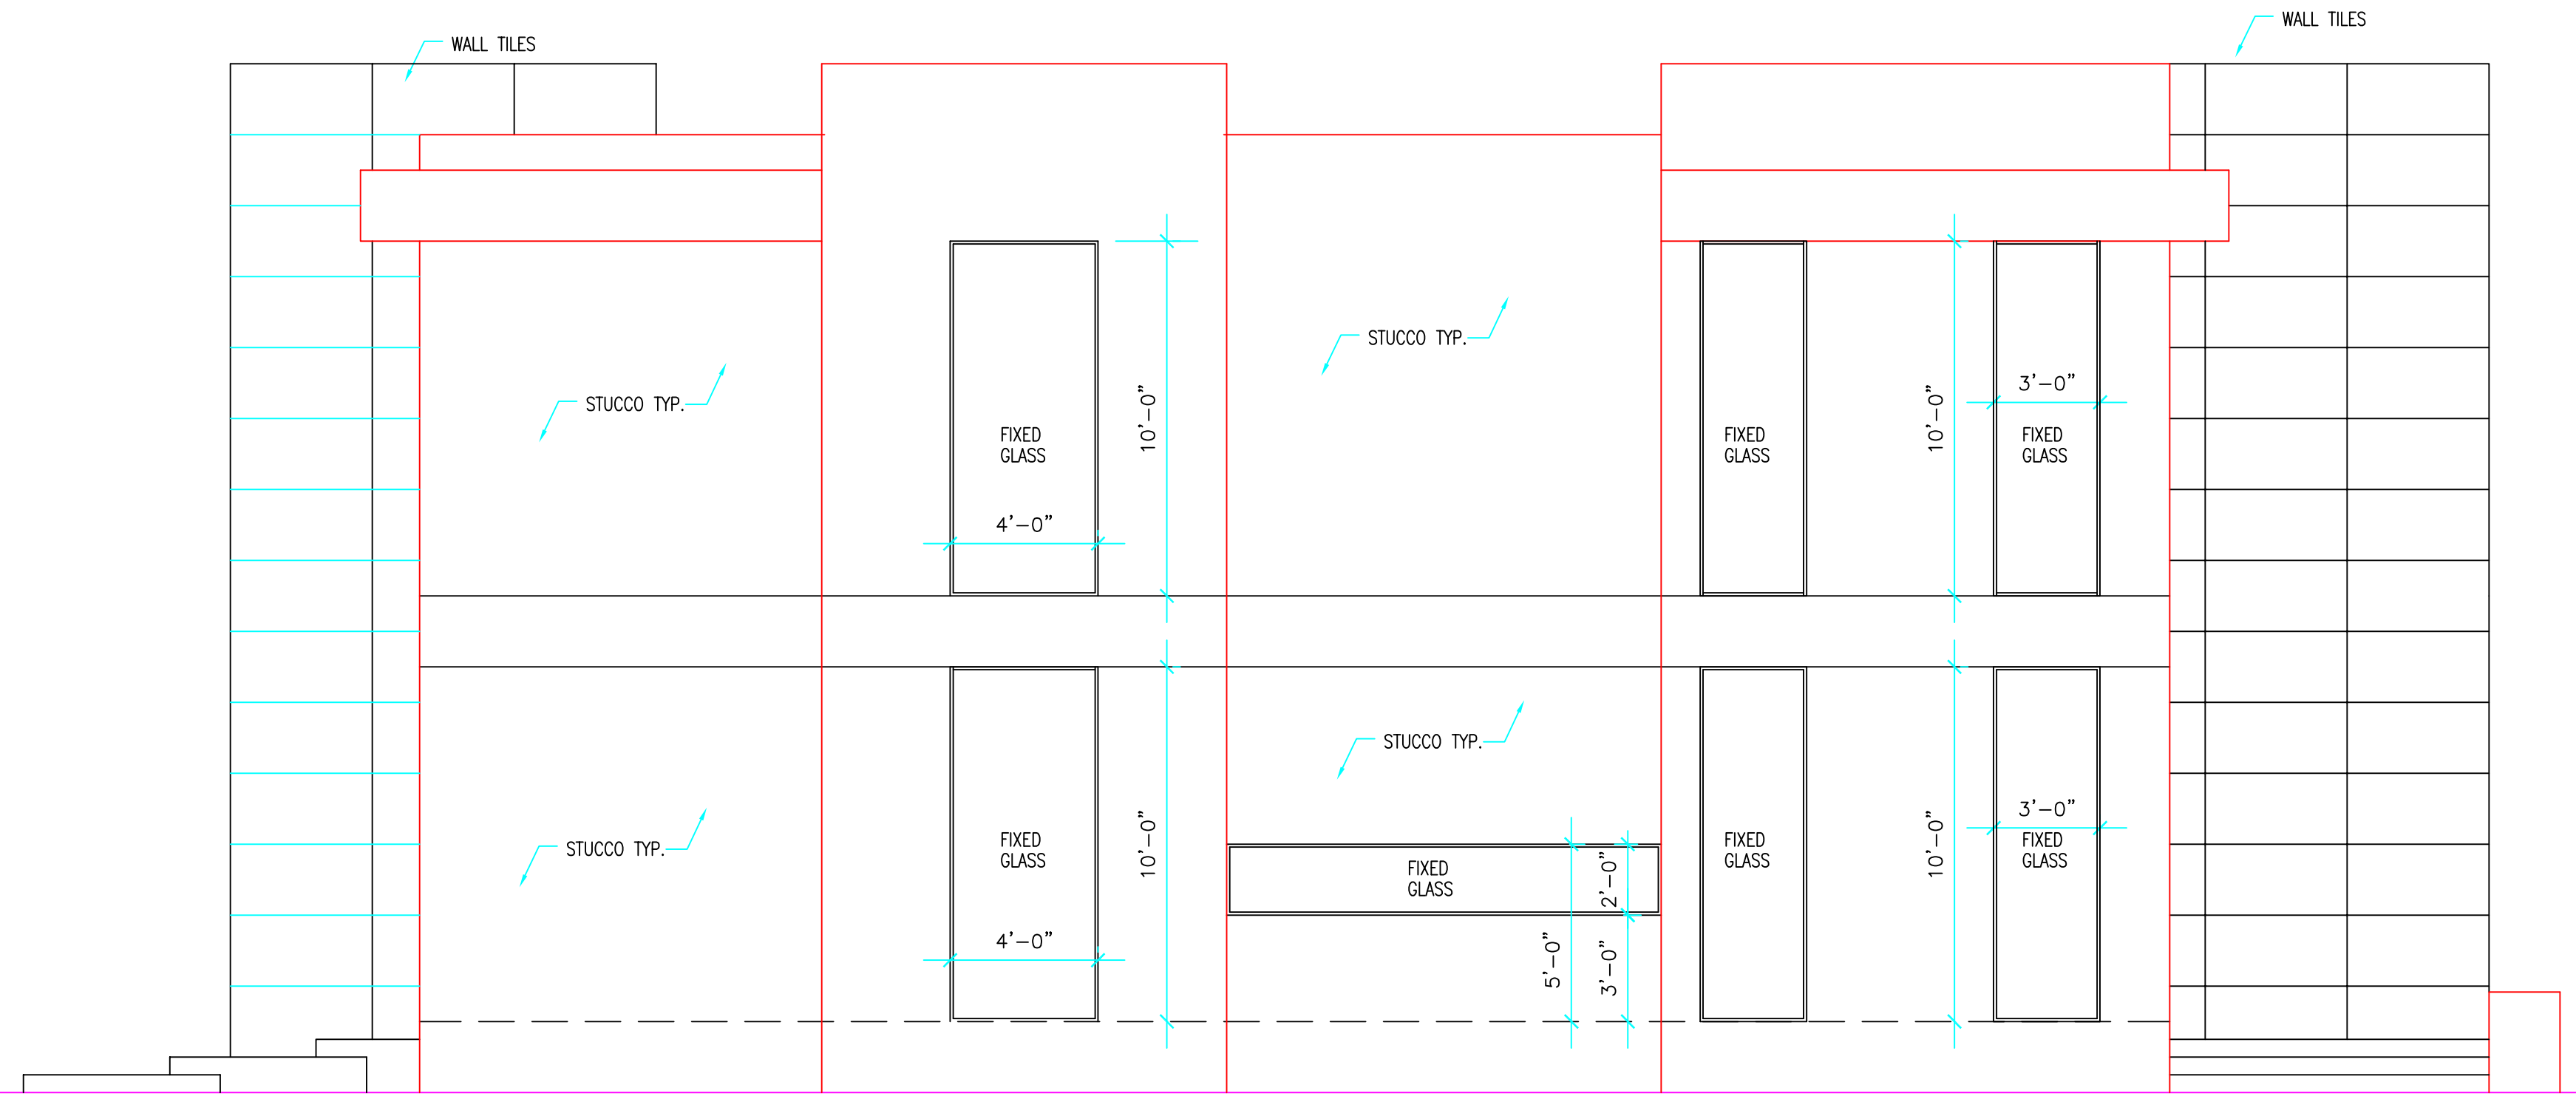 WALL TILES
WALL TILES
STUCCO TYP.
STUCCO TYP.
10'-0"
10'-0"
3'-0"
FIXED
GLASS
FIXED
GLASS
FIXED
GLASS
4'-0"
STUCCO TYP.
STUCCO TYP.
10'-0"
10'-0"
3'-0"
FIXED
GLASS
FIXED
GLASS
FIXED
GLASS
FIXED
GLASS
2'-0"
4'-0"
5'-0"
3'-0"